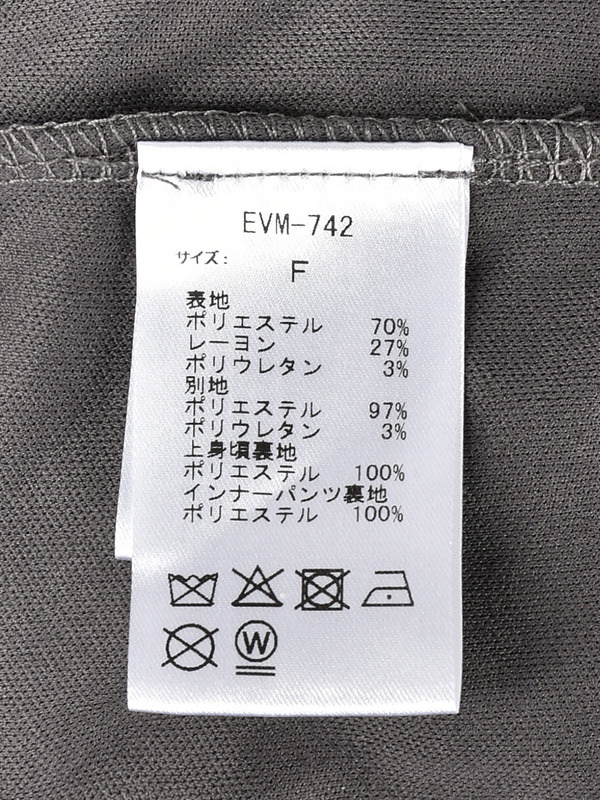 EVM-742
サイズ:
F
表地
ポリエステル 70%
レーヨン 27%
ポリウレタン 3%
別地
ポリエステル 97%
ポリウレタン 3%
上身頃裏地
ポリエステル 100%
インナーパンツ裏地
ポリエステル 100%
W